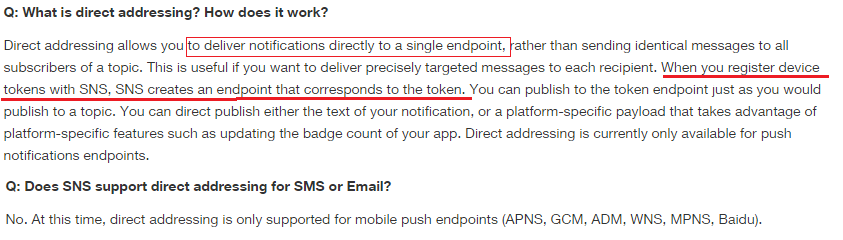 Q: What is direct addressing? How does it work?
Direct addressing allows you to deliver notifications directly to a single endpoint, rather than sending identical messages to all
subscribers of a topic. This is useful if you want to deliver precisely targeted messages to each recipient. When you register device
tokens with SNS, SNS creates an endpoint that corresponds to the token. You can publish to the token endpoint just as you would
publish to a topic. You can direct publish either the text of your notification, or a platform-specific payload that takes advantage of
platform-specific features such as updating the badge count of your app. Direct addressing is currently only available for push
notifications endpoints.
Q: Does SNS support direct addressing for SMS or Email?
No. At this time, direct addressing is only supported for mobile push endpoints (APNS, GCM, ADM, WNS, MPNS, Baidu).